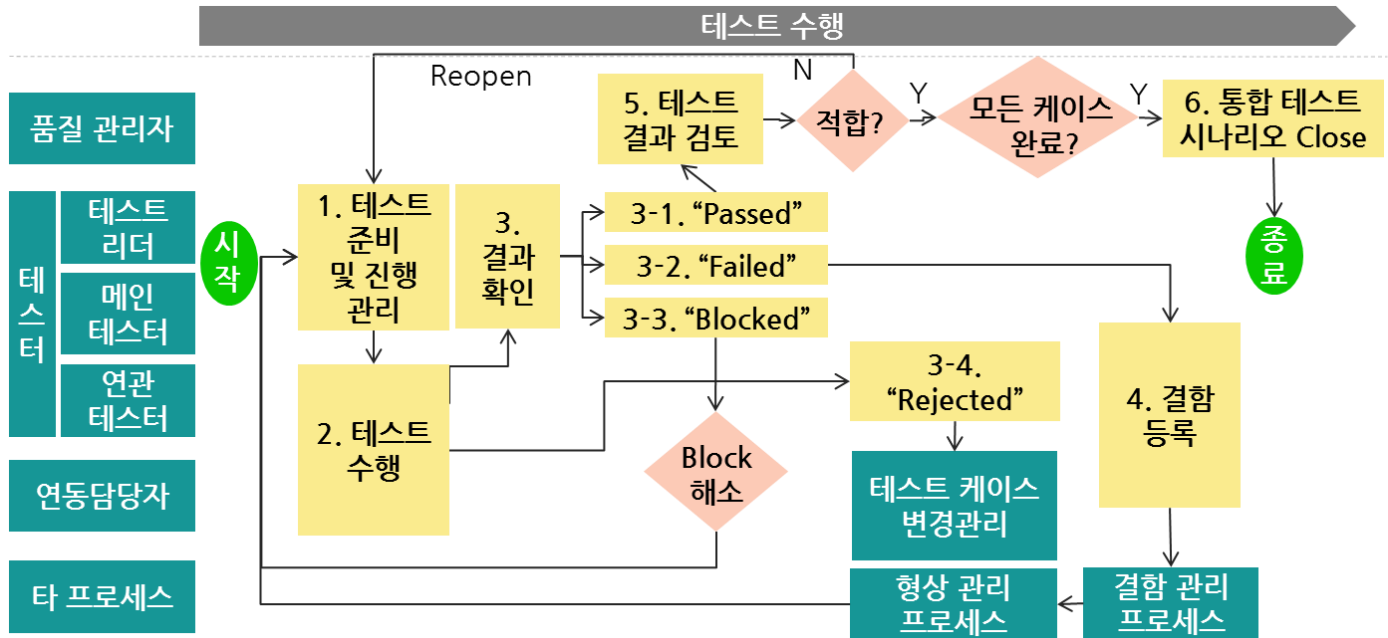 테스트 수행
Reopen
N
Y
Y
품질 관리자
5. 테스트
결과 검토
적합?
모든 케이스
완료?
6. 통합 테스트
시나리오 Close
테
스
터
테스트
리더
메인
테스터
연관
테스터
시
작
1. 테스트
준비
및 진행
관리
3.
결과
확인
3-1. “Passed”
3-2. “Failed”
3-3. “Blocked”
종
료
2. 테스트
수행
3-4.
“Rejected”
4. 결함
등록
Block
해소
연동담당자
테스트 케이스
변경관리
타 프로세스
형상 관리
프로세스
결함 관리
프로세스